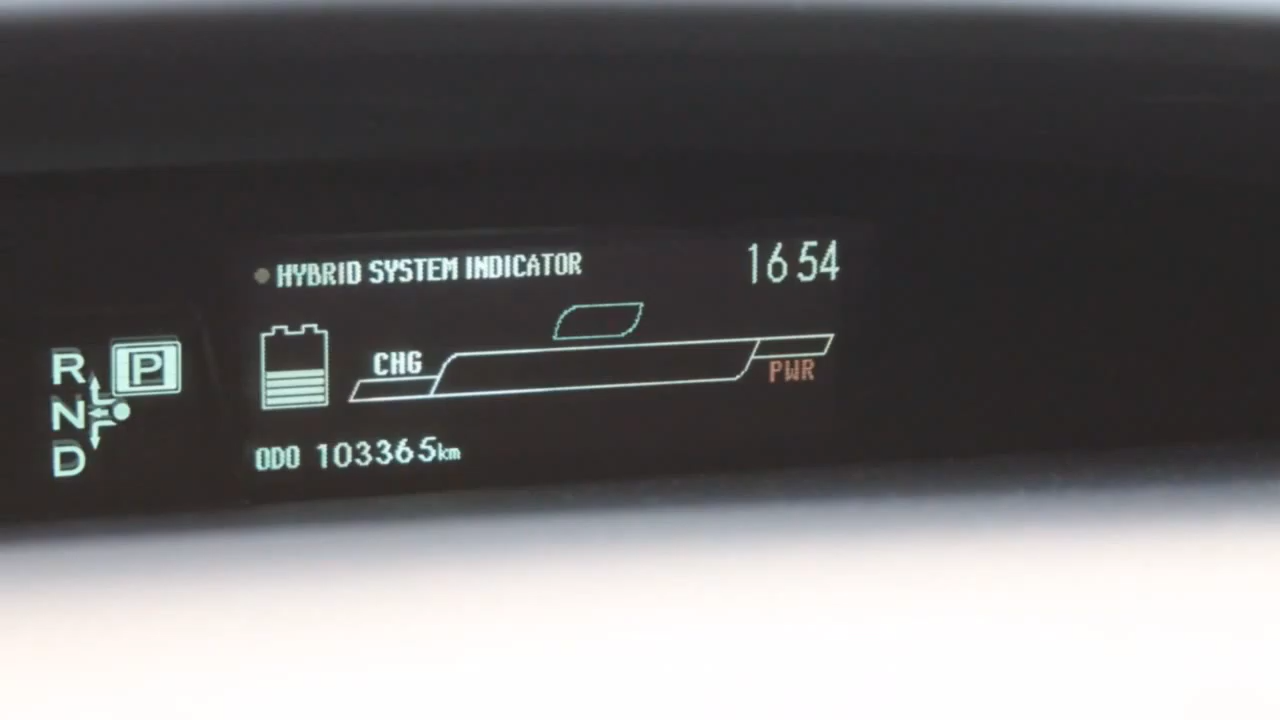 HYBRID SYSTEM INDICATOR
16 54
R
P
CHG
PWR
N
D
ODO 103365km